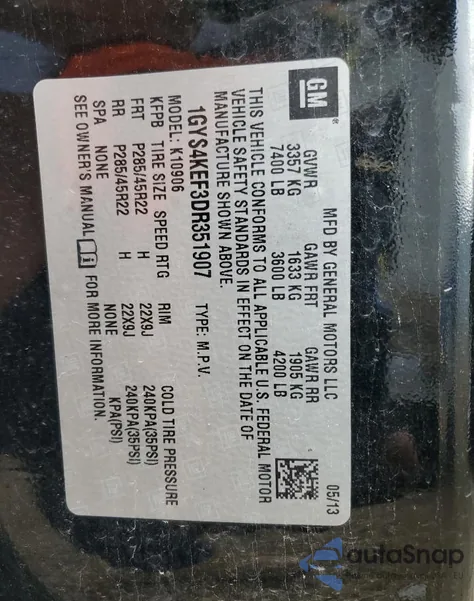 GM
®
MFD BY GENERAL MOTORS LLC 05/13
GVWR GAWR FRT GAWR RR
3357 KG 1633 KG 1905 KG
7400 LB 3600 LB 4200 LB
THIS VEHICLE CONFORMS TO ALL APPLICABLE U.S. FEDERAL MOTOR
VEHICLE SAFETY STANDARDS IN EFFECT ON THE DATE OF
MANUFACTURE SHOWN ABOVE.
1GYS4KEF3DR351907 TYPE: M.P.V.
MODEL: K10906
KFPB TIRE SIZE SPEED RTG RIM COLD TIRE PRESSURE
FRT P285/45R22 H 22X9J 240KPA(35PSI)
RR P285/45R22 H 22X9J 240KPA(35PSI)
SPA NONE NONE KPA(PSI)
SEE OWNER'S MANUAL i FOR MORE INFORMATION.
autoSnap